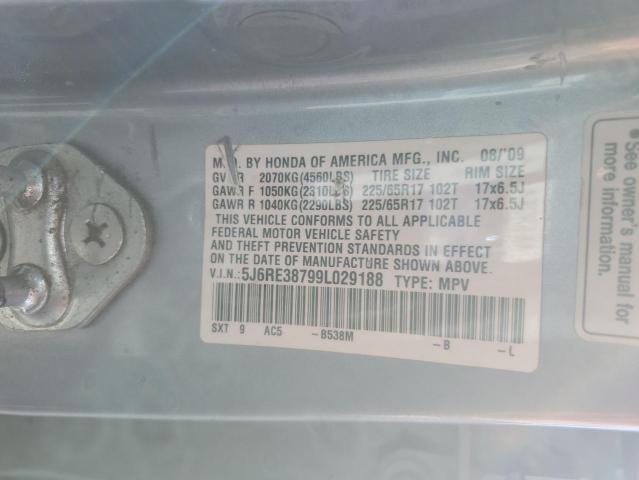 MFD. BY HONDA OF AMERICA MFG., INC. 08/'09
GVWR 2070KG(4560LBS) TIRE SIZE RIM SIZE
GAWR F 1050KG(2310LBS) 225/65R17 102T 17x6.5J
GAWR R 1040KG(2290LBS) 225/65R17 102T 17x6.5J
THIS VEHICLE CONFORMS TO ALL APPLICABLE
FEDERAL MOTOR VEHICLE SAFETY
AND THEFT PREVENTION STANDARDS IN EFFECT
ON THE DATE OF MANUFACTURE SHOWN ABOVE.
V.I.N.: 5J6RE38799L029188 TYPE: MPV
SXT 9 AC5 -B538M -B -L
See owner's manual
more information.